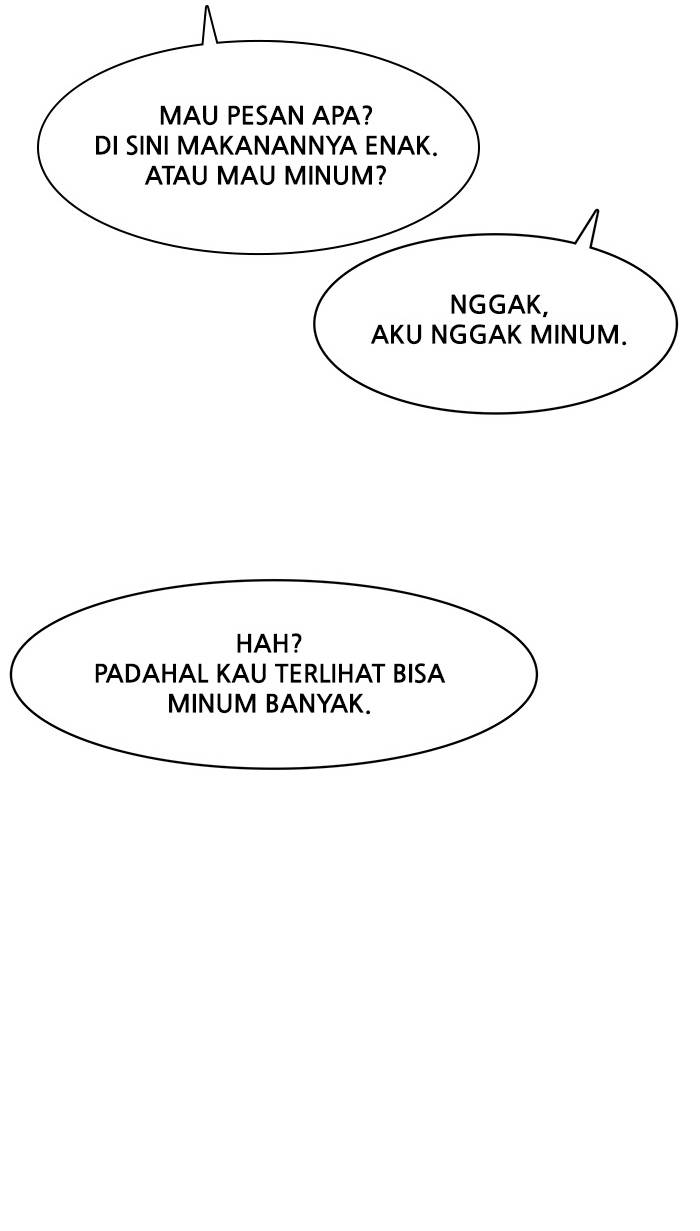 MAU PESAN APA?
DI SINI MAKANANNYA ENAK.
ATAU MAU MINUM?
NGGAK,
AKU NGGAK MINUM.
HAH?
PADAHAL KAU TERLIHAT BISA
MINUM BANYAK.